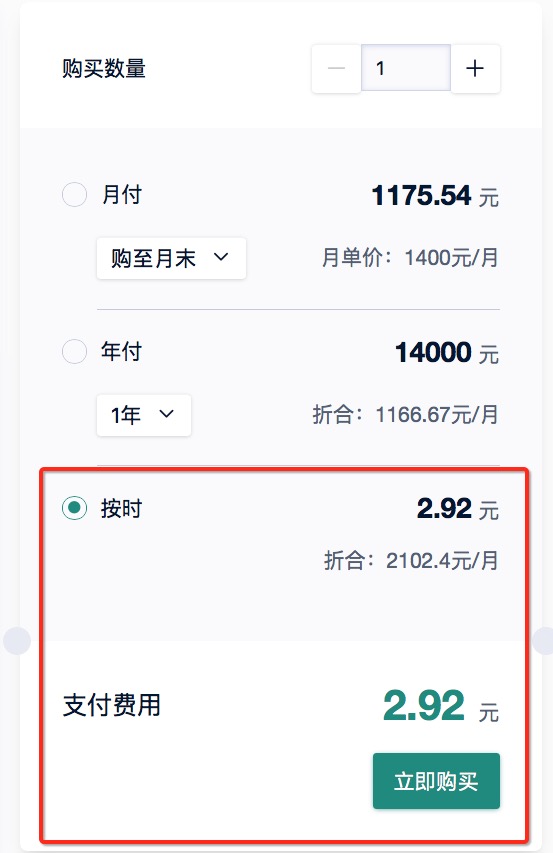 购买数量 1
月付 1175.54 元
购至月末 月单价：1400元/月
年付 14000 元
1年 折合：1166.67元/月
按时 2.92 元
折合：2102.4元/月
支付费用 2.92 元
立即购买